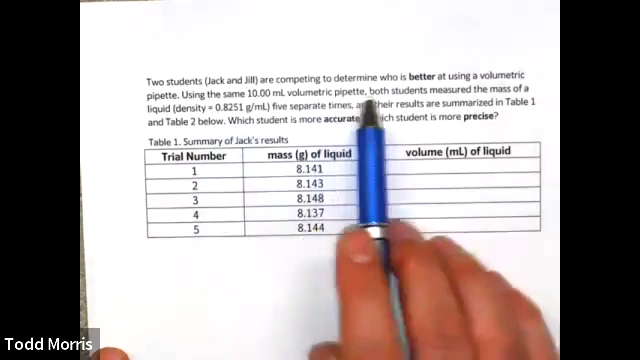 Two students (Jack and Jill) are competing to determine who is better at using a volumetric
pipette. Using the same 10.00 mL volumetric pipette, both students measured the mass of a
liquid (density = 0.8251 g/mL) five separate times, their results are summarized in Table 1
and Table 2 below. Which student is more accurate student is more precise?
Table 1. Summary of Jack's results
Trial Number mass (g) of liquid volume (mL) of liquid
1 8.141
2 8.143
3 8.148
4 8.137
5 8.144
Todd Morris